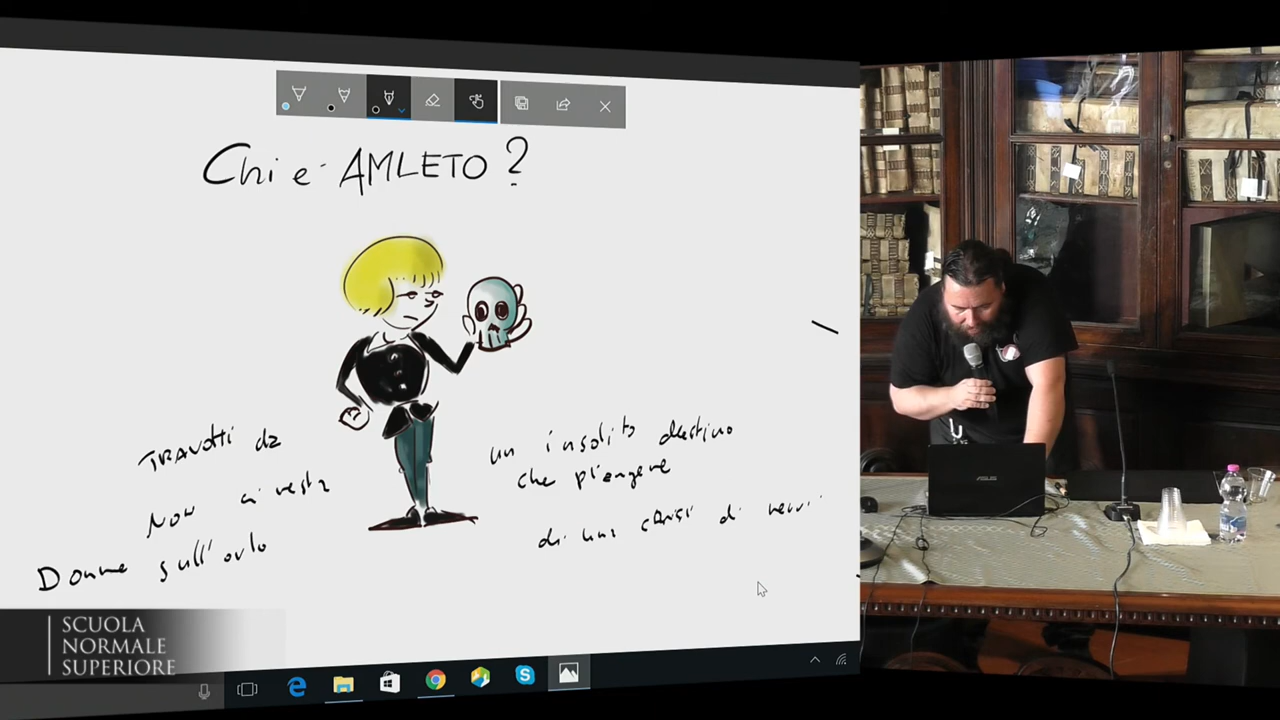 Chi e' AMLETO?
TRAVOlti da un insolito destino
Non ci resta che piangere
Donne sull'orlo di una crisi di nervi
SCUOLA
NORMALE
SUPERIORE
ASUS